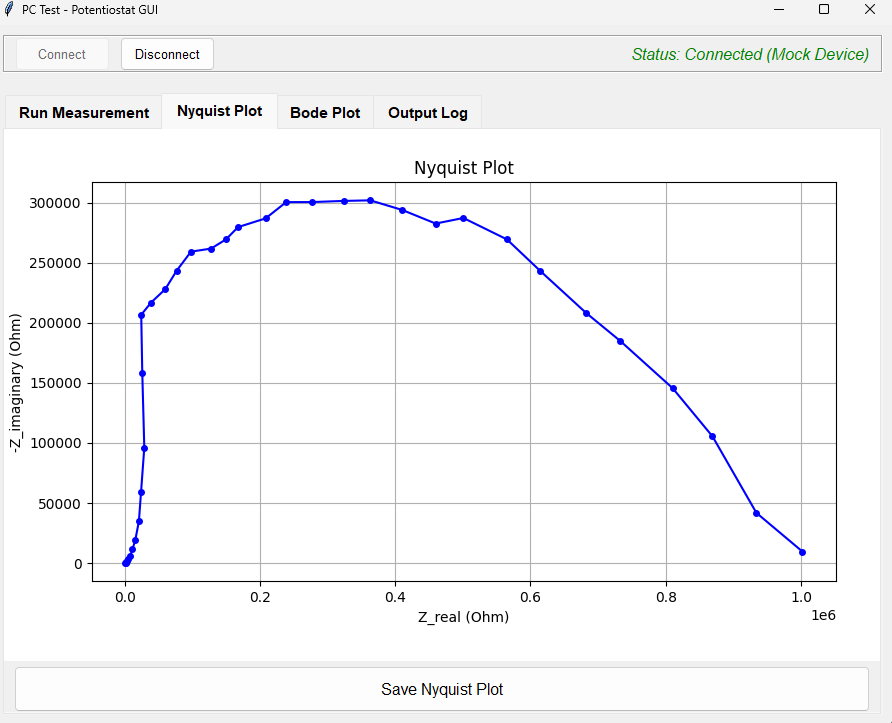 PC Test - Potentiostat GUI
Connect
Disconnect
Status: Connected (Mock Device)
Run Measurement
Nyquist Plot
Bode Plot
Output Log
Nyquist Plot
-Z_imaginary (Ohm)
300000
250000
200000
150000
100000
50000
0
0.0 0.2 0.4 0.6 0.8 1.0
1e6
Z_real (Ohm)
Save Nyquist Plot